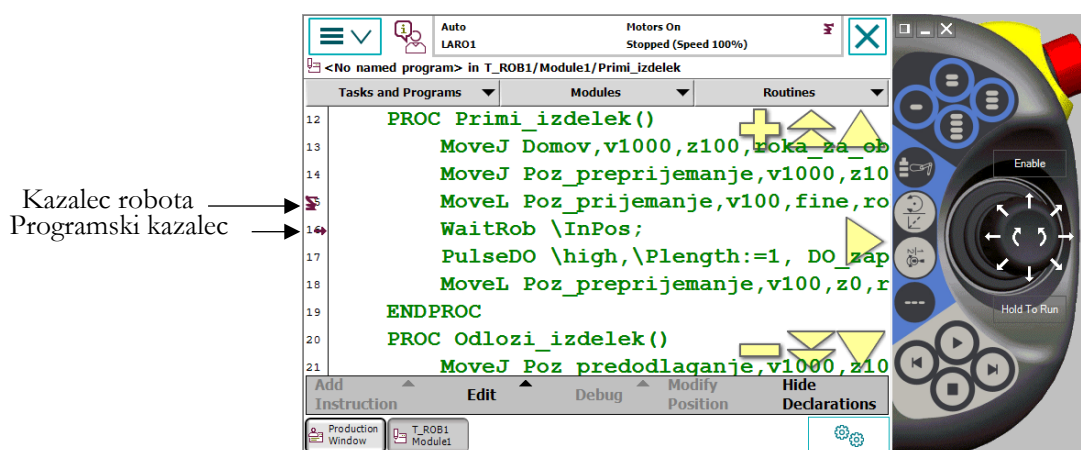 Auto
LARO1
Motors On
Stopped (Speed 100%)
<No named program> in T_ROB1/Module1/Primi_izdelek
Tasks and Programs
Modules
Routines
12 PROC Primi_izdelek()
13 MoveJ Domov,v1000,z100,roka_za_ob
14 MoveJ Poz_preprijemanje,v1000,z10
MoveL Poz_prijemanje,v100,fine,ro
16 WaitRob \InPos;
17 PulseDO \high,\Plength:=1, DO_zap
18 MoveL Poz_preprijemanje,v100,z0,r
19 ENDPROC
20 PROC Odlozi_izdelek()
21 MoveJ Poz predodlaganje,v1000,z10
Kazalec robota
Programski kazalec
Add Instruction
Edit
Debug
Modify Position
Hide Declarations
Production Window
T_ROB1 Module1
Enable
Hold To Run